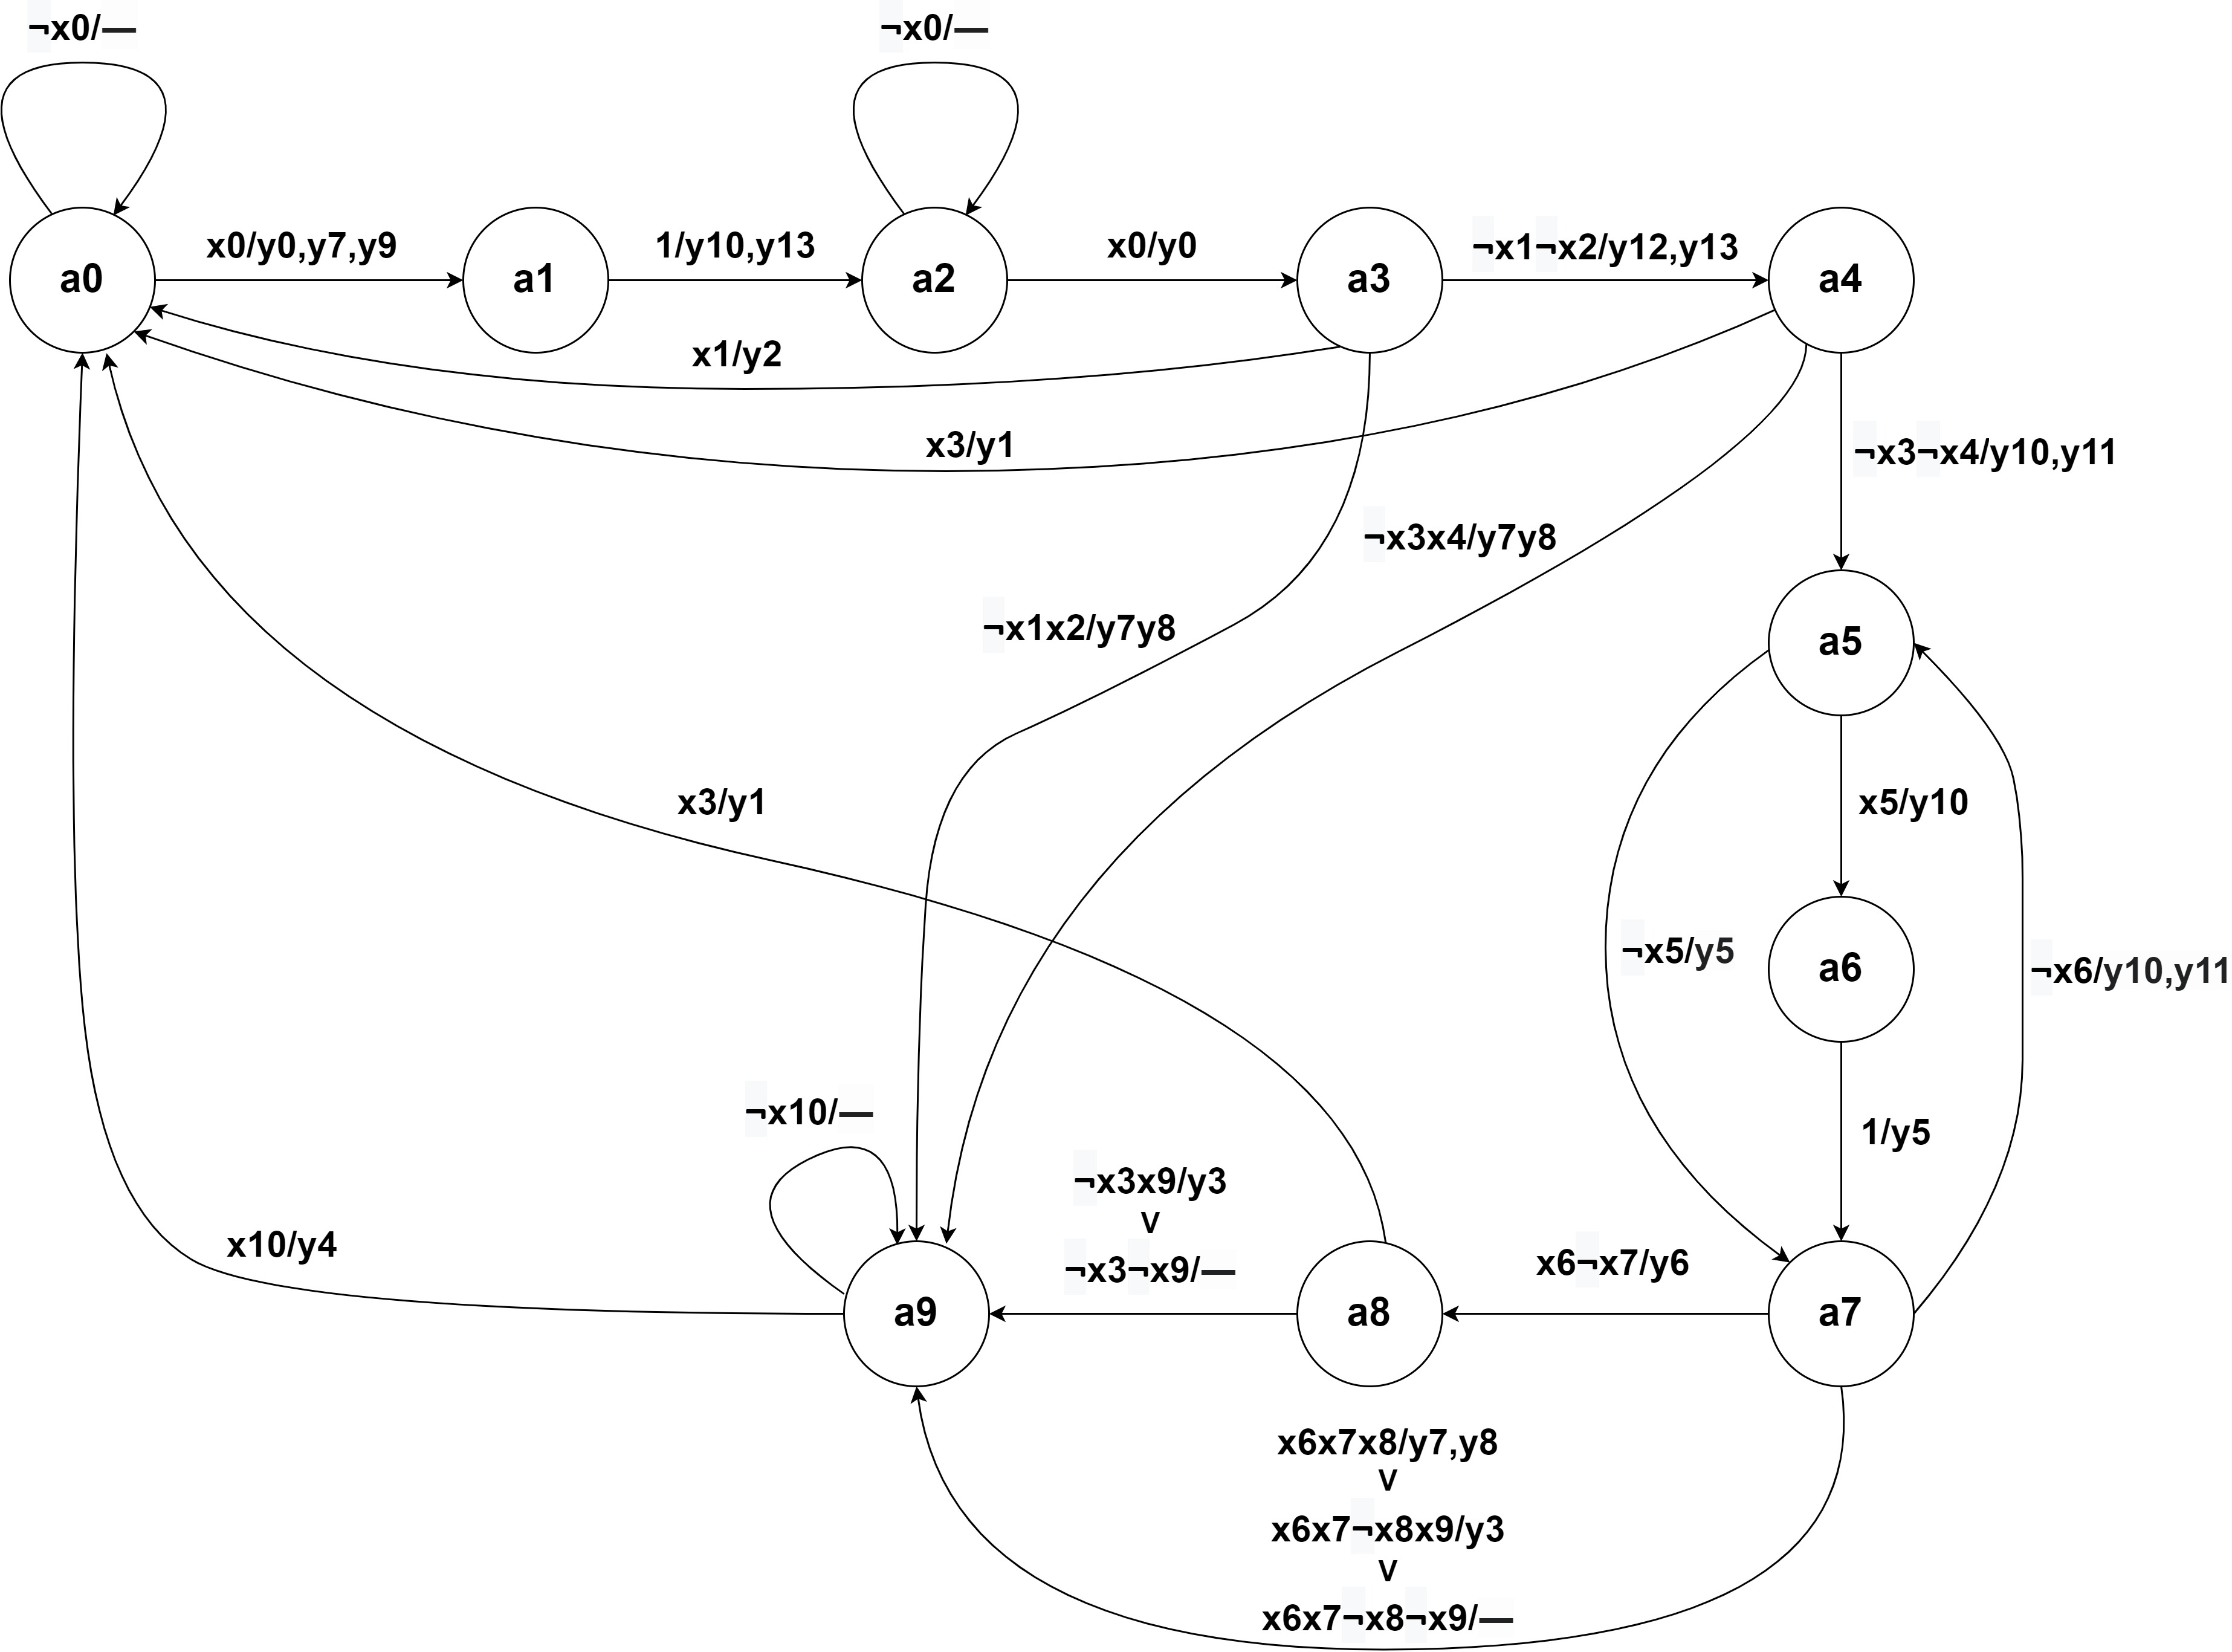 ¬x0/—
¬x0/—
x0/y0,y7,y9
1/y10,y13
x0/y0
¬x1¬x2/y12,y13
a0
a1
a2
a3
a4
x1/y2
x3/y1
¬x3¬x4/y10,y11
¬x3x4/y7y8
¬x1x2/y7y8
a5
x3/y1
x5/y10
¬x5/y5
a6
¬x6/y10,y11
¬x10/—
1/y5
¬x3x9/y3
V
¬x3¬x9/—
x10/y4
x6¬x7/y6
a9
a8
a7
x6x7x8/y7,y8
V
x6x7¬x8x9/y3
V
x6x7¬x8¬x9/—